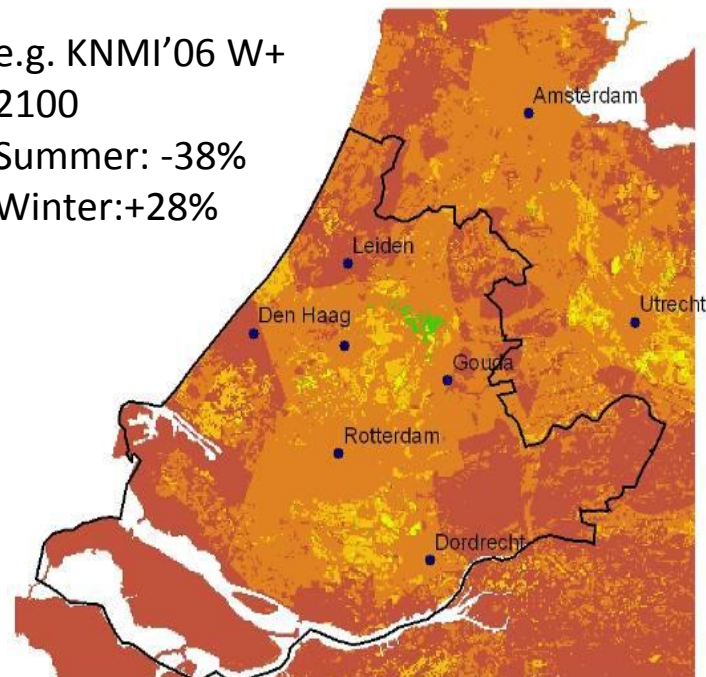 e.g. KNMI’06 W+
2100
Summer: -38%
Winter:+28%
Amsterdam
Leiden
Utrecht
Den Haag
Gouda
Rotterdam
Dordrecht